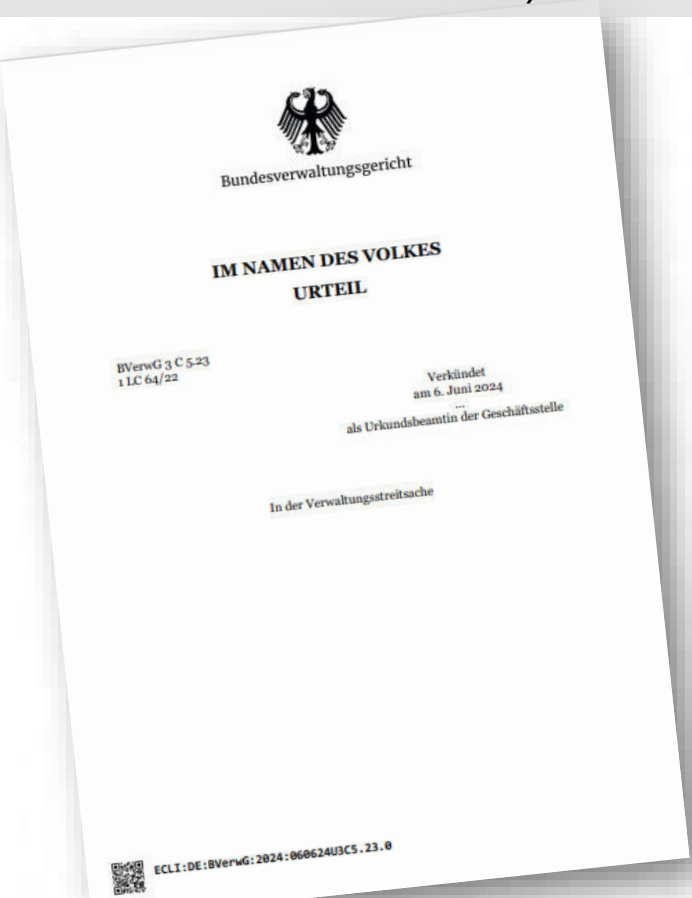 Bundesverwaltungsgericht
IM NAMEN DES VOLKES
URTEIL
BVerwG 3 C 5.23
1 LC 64/22
Verkündet
am 6. Juni 2024
...
als Urkundsbeamtin der Geschäftsstelle
In der Verwaltungsstreitsache
ECLI:DE:BVerwG:2024:060624U3C5.23.0